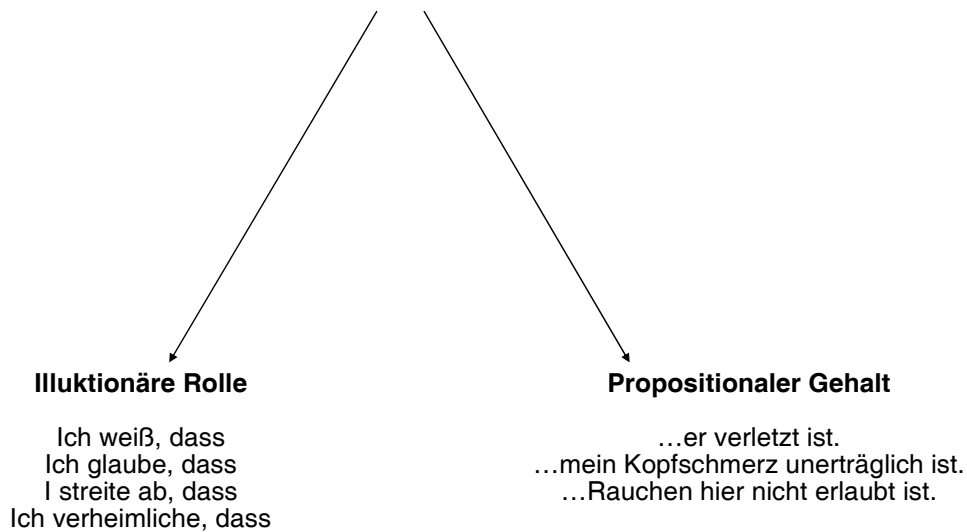 Illuktionäre Rolle
Ich weiß, dass
Ich glaube, dass
I streite ab, dass
Ich verheimliche, dass
Propositionaler Gehalt
…er verletzt ist.
…mein Kopfschmerz unerträglich ist.
…Rauchen hier nicht erlaubt ist.